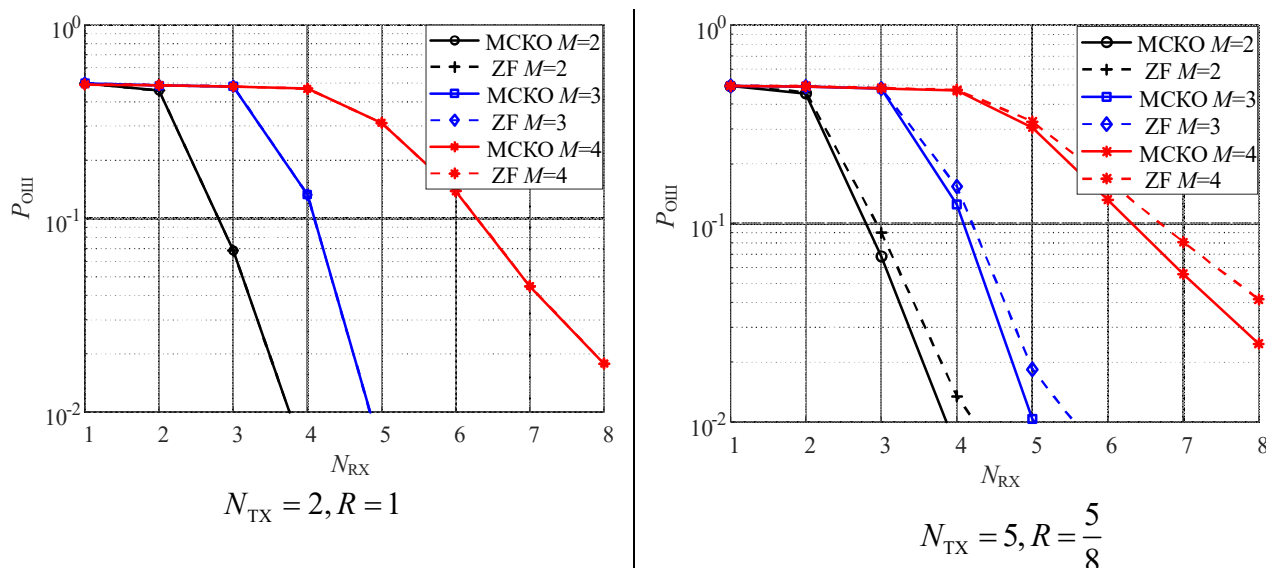 10^0
10^-1
10^-2
P_ОШ
МСКО M=2
ZF M=2
МСКО M=3
ZF M=3
МСКО M=4
ZF M=4
1 2 3 4 5 6 7 8
N_RX
N_TX = 2, R = 1
10^0
10^-1
10^-2
P_ОШ
МСКО M=2
ZF M=2
МСКО M=3
ZF M=3
МСКО M=4
ZF M=4
1 2 3 4 5 6 7 8
N_RX
N_TX = 5, R = 5/8